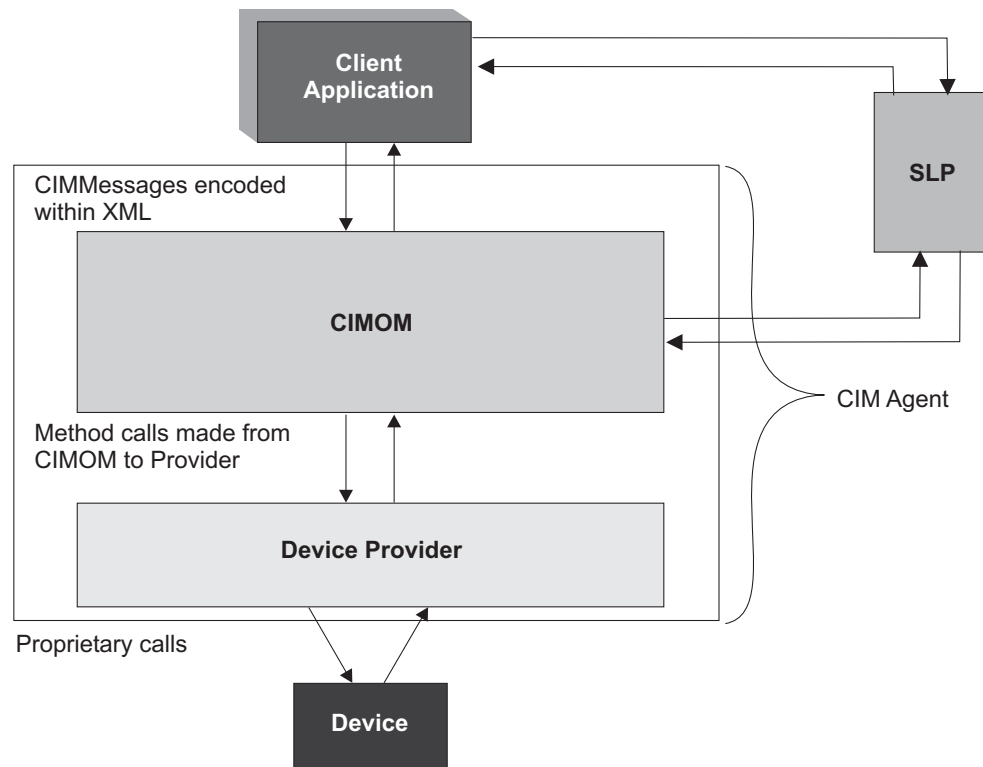 Client
Application
SLP
CIMMessages encoded
within XML
CIMOM
CIM Agent
Method calls made from
CIMOM to Provider
Device Provider
Proprietary calls
Device